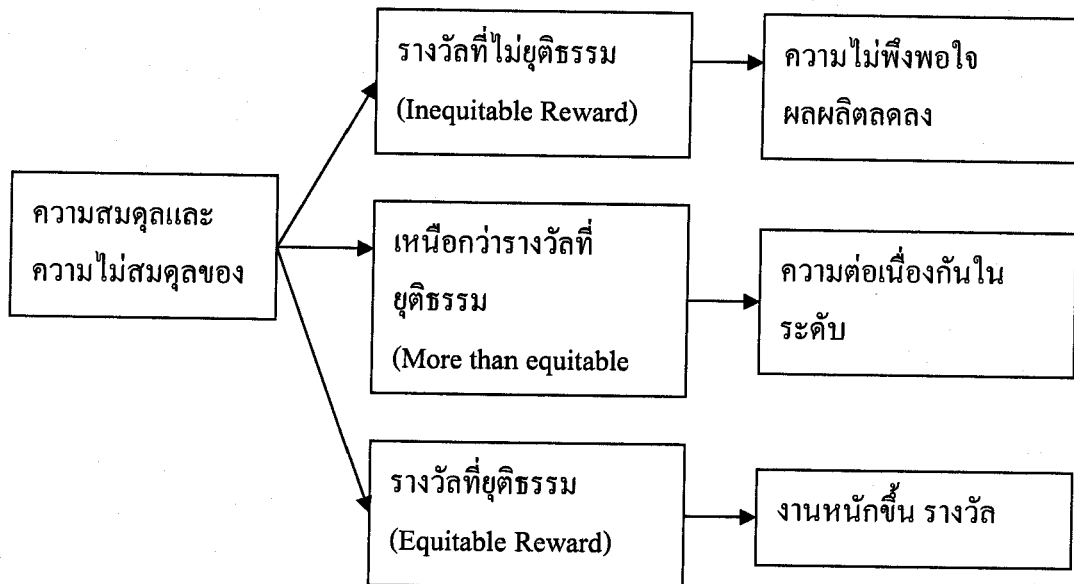 รางวัลที่ไม่ยุติธรรม
(Inequitable Reward)
ความไม่พึงพอใจ
ผลผลิตลดลง
ความสมดุลและ
ความไม่สมดุลของ
เหนือกว่ารางวัลที่
ยุติธรรม
(More than equitable
ความต่อเนื่องกันใน
ระดับ
รางวัลที่ยุติธรรม
(Equitable Reward)
งานหนักขึ้น รางวัล